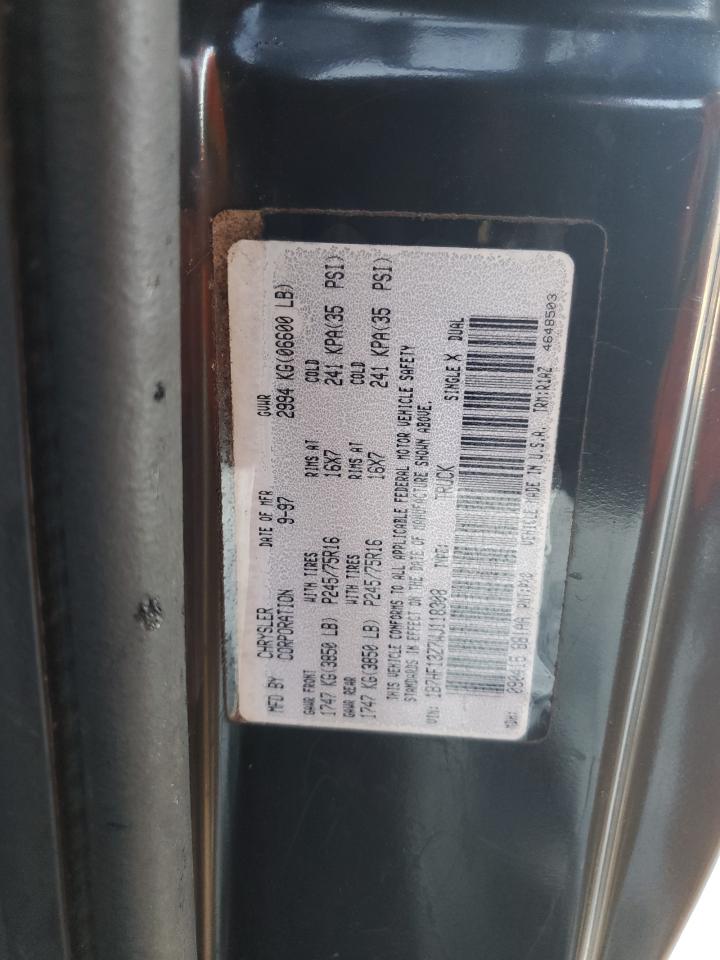 MFD BY CHRYSLER CORPORATION DATE OF MFR 9-97 GVWR 2994 KG(06600 LB)
GAWR FRONT WITH TIRES RIMS AT COLD
1747 KG(3850 LB) P245/75R16 16X7 241 KPA(35 PSI)
GAWR REAR WITH TIRES RIMS AT COLD
1747 KG(3850 LB) P245/75R16 16X7 241 KPA(35 PSI)
THIS VEHICLE CONFORMS TO ALL APPLICABLE FEDERAL MOTOR VEHICLE SAFETY
STANDARDS IN EFFECT ON THE DATE OF MANUFACTURE SHOWN ABOVE.
VIN: TYPE: TRUCK SINGLE X DUAL
MDH: VEHICLE MADE IN U.S.A. TRM:R1AZ 4648503